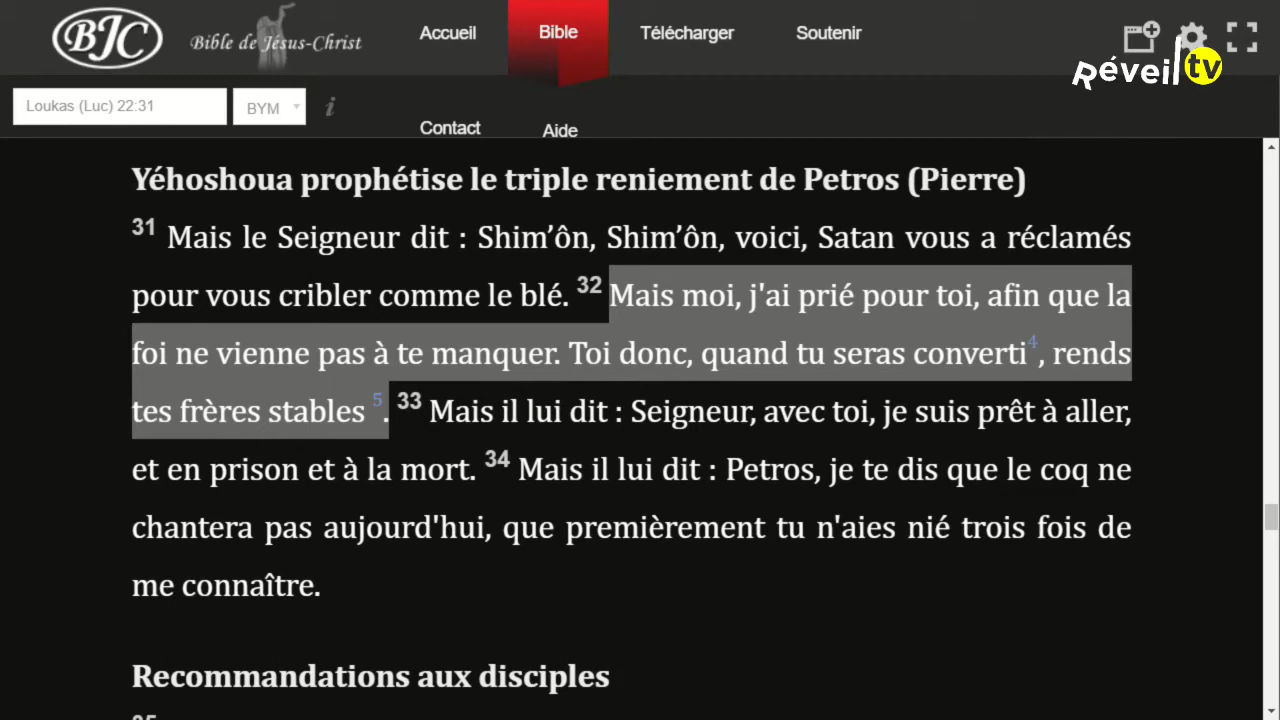 BJC
Bible de Jésus-Christ
Accueil
Bible
Télécharger
Soutenir
Réveil tv
Loukas (Luc) 22:31
BYM
i
Contact
Aide
Yéhoshoua prophétise le triple reniement de Petros (Pierre)
31 Mais le Seigneur dit : Shim’ôn, Shim’ôn, voici, Satan vous a réclamés
pour vous cribler comme le blé. 32 Mais moi, j'ai prié pour toi, afin que la
foi ne vienne pas à te manquer. Toi donc, quand tu seras converti4, rends
tes frères stables 5. 33 Mais il lui dit : Seigneur, avec toi, je suis prêt à aller,
et en prison et à la mort. 34 Mais il lui dit : Petros, je te dis que le coq ne
chantera pas aujourd'hui, que premièrement tu n'aies nié trois fois de
me connaître.
Recommandations aux disciples